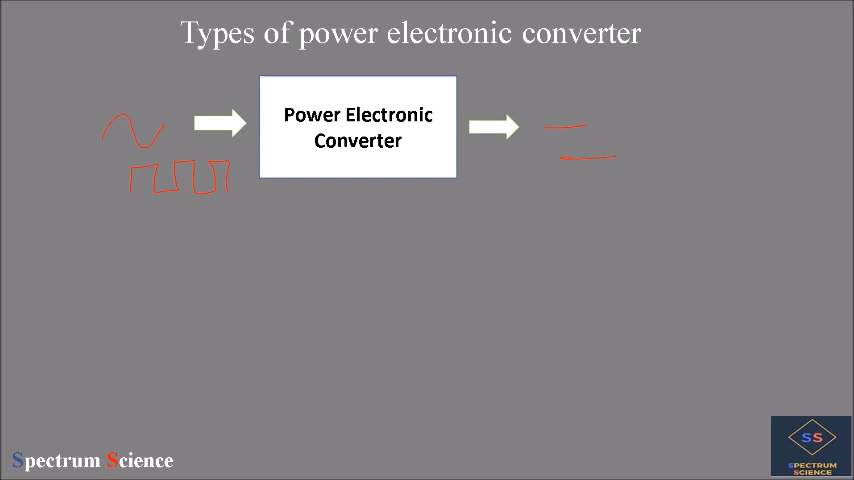 Types of power electronic converter
Power Electronic
Converter
Spectrum Science
SS
SPECTRUM
SCIENCE